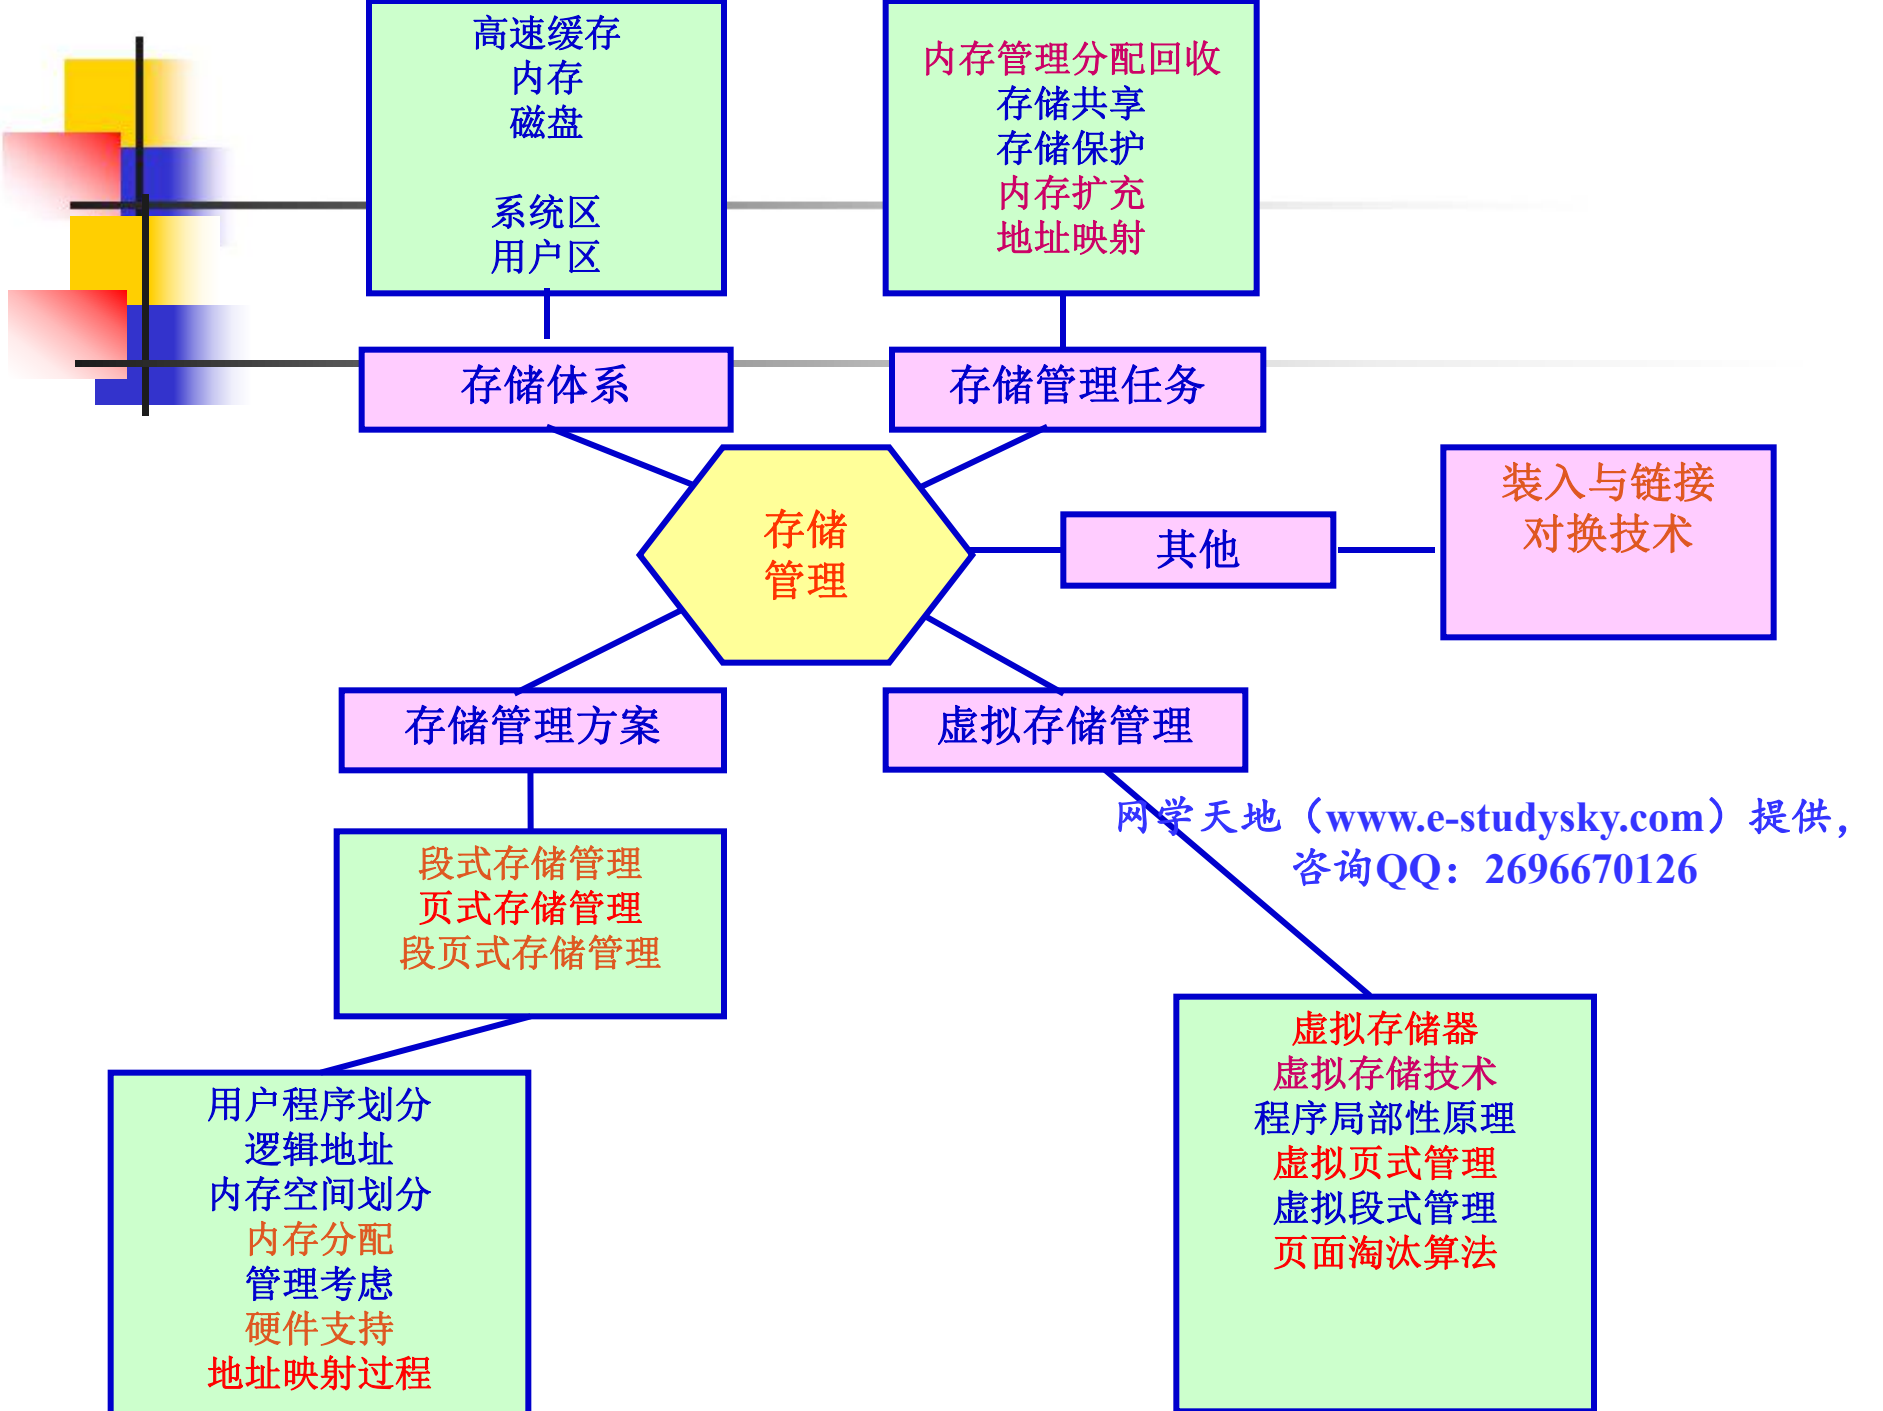 高速缓存
内存
磁盘
系统区
用户区
内存管理分配回收
存储共享
存储保护
内存扩充
地址映射
存储体系
存储管理任务
存储
管理
其他
装入与链接
对换技术
存储管理方案
虚拟存储管理
网学天地（www.e-studysky.com）提供，
咨询QQ：2696670126
段式存储管理
页式存储管理
段页式存储管理
用户程序划分
逻辑地址
内存空间划分
内存分配
管理考虑
硬件支持
地址映射过程
虚拟存储器
虚拟存储技术
程序局部性原理
虚拟页式管理
虚拟段式管理
页面淘汰算法